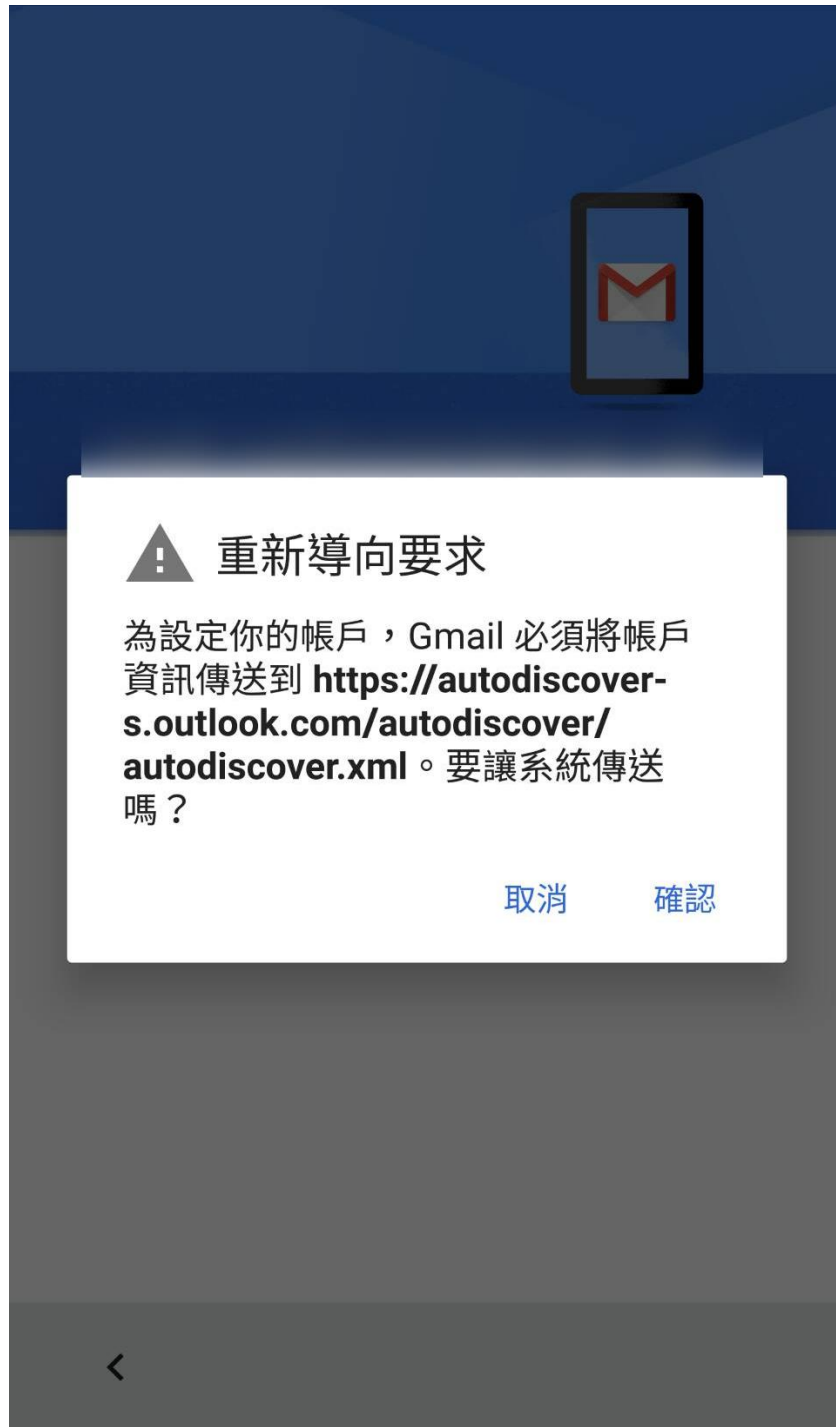 重新導向要求
為設定你的帳戶，Gmail 必須將帳戶
資訊傳送到 https://autodiscover-
s.outlook.com/autodiscover/
autodiscover.xml。要讓系統傳送
嗎？
取消 確認